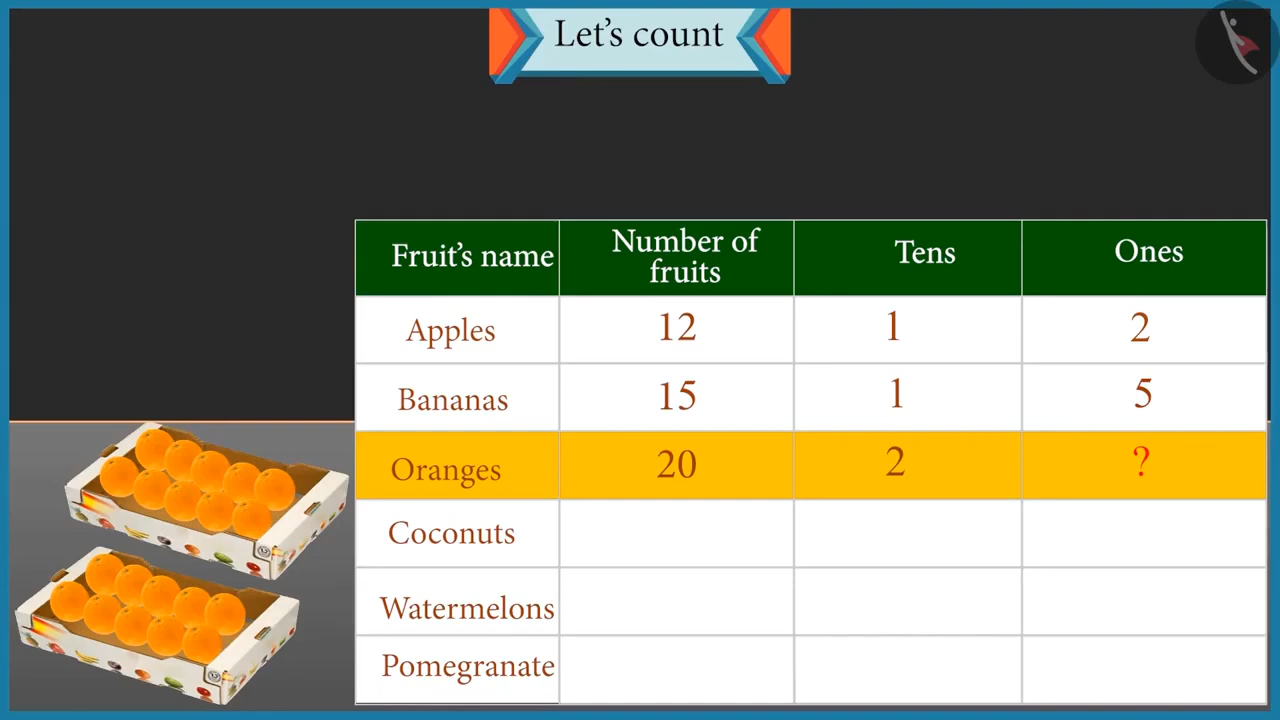 Let's count
Fruit's name Number of fruits Tens Ones
Apples 12 1 2
Bananas 15 1 5
Oranges 20 2 ?
Coconuts
Watermelons
Pomegranate